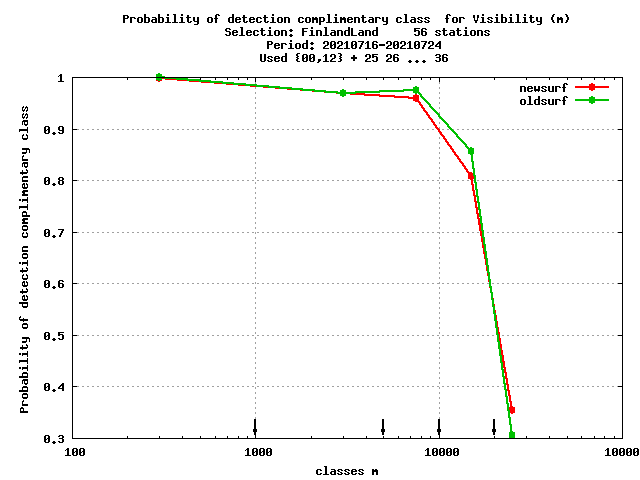 Probability of detection complimentary class  for Visibility (m)
Selection: FinlandLand     56 stations
Period: 20210716-20210724
Used {00,12} + 25 26 ... 36
newsurf
oldsurf
Probability of detection complimentary class
1
0.9
0.8
0.7
0.6
0.5
0.4
0.3
100 1000 10000 100000
classes m